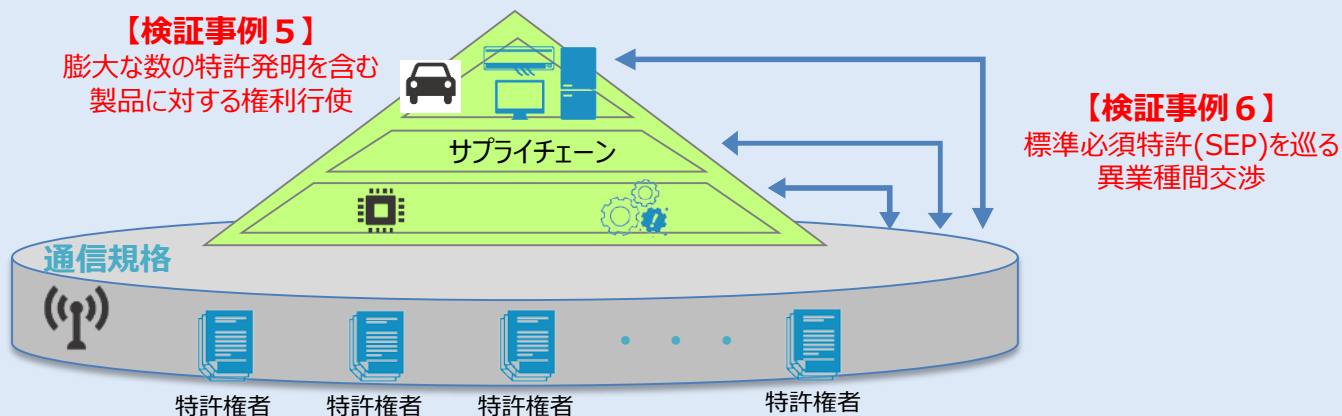 【検証事例５】
膨大な数の特許発明を含む
製品に対する権利行使
【検証事例６】
標準必須特許(SEP)を巡る
異業種間交渉
サプライチェーン
通信規格
・・・
特許権者
特許権者
特許権者
特許権者